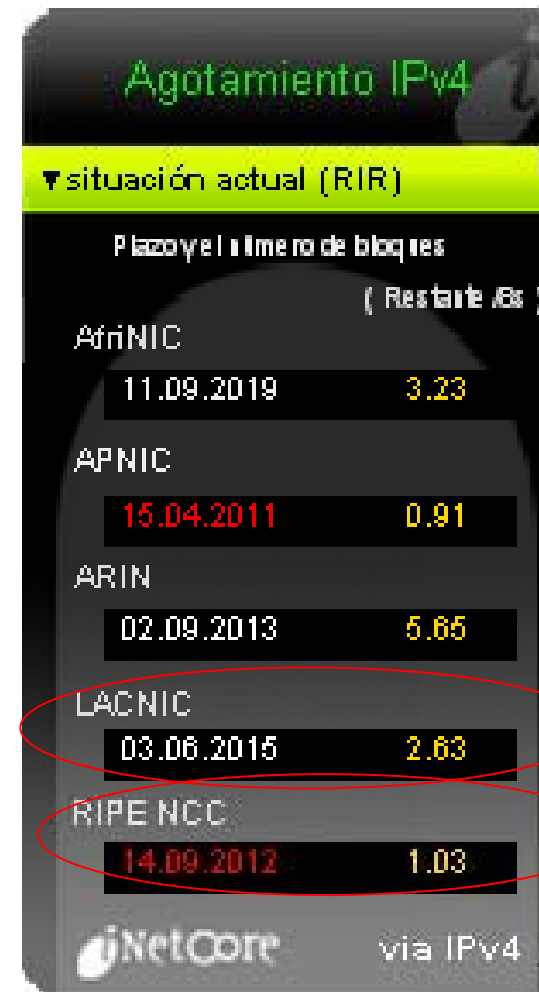 Agotamiento IPv4
▼situación actual (RIR)
Plazo y el número de bloques
( Restante /8s )
AfriNIC
11.09.2019 3.23
APNIC
15.04.2011 0.91
ARIN
02.09.2013 5.65
LACNIC
03.06.2015 2.63
RIPE NCC
14.09.2012 1.03
iNetCore via IPv4